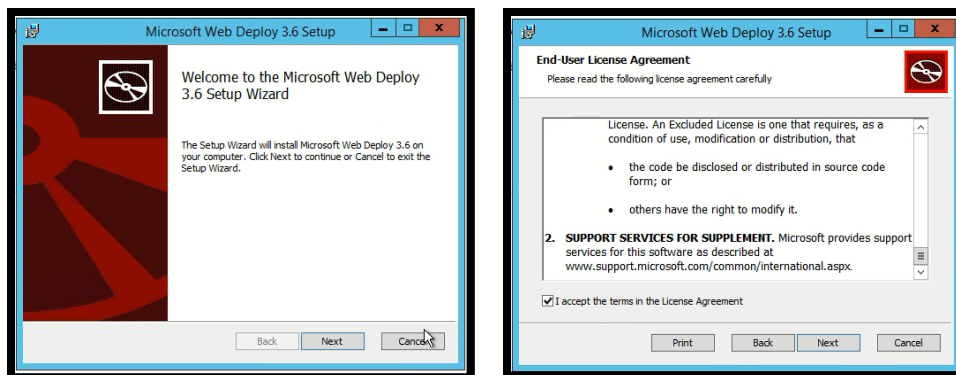 Microsoft Web Deploy 3.6 Setup
Welcome to the Microsoft Web Deploy
3.6 Setup Wizard
The Setup Wizard will install Microsoft Web Deploy 3.6 on
your computer. Click Next to continue or Cancel to exit the
Setup Wizard.
Back Next Cancel
Microsoft Web Deploy 3.6 Setup
End-User License Agreement
Please read the following license agreement carefully
License. An Excluded License is one that requires, as a
condition of use, modification or distribution, that
• the code be disclosed or distributed in source code
form; or
• others have the right to modify it.
2. SUPPORT SERVICES FOR SUPPLEMENT. Microsoft provides support
services for this software as described at
www.support.microsoft.com/common/international.aspx.
I accept the terms in the License Agreement
Print Back Next Cancel